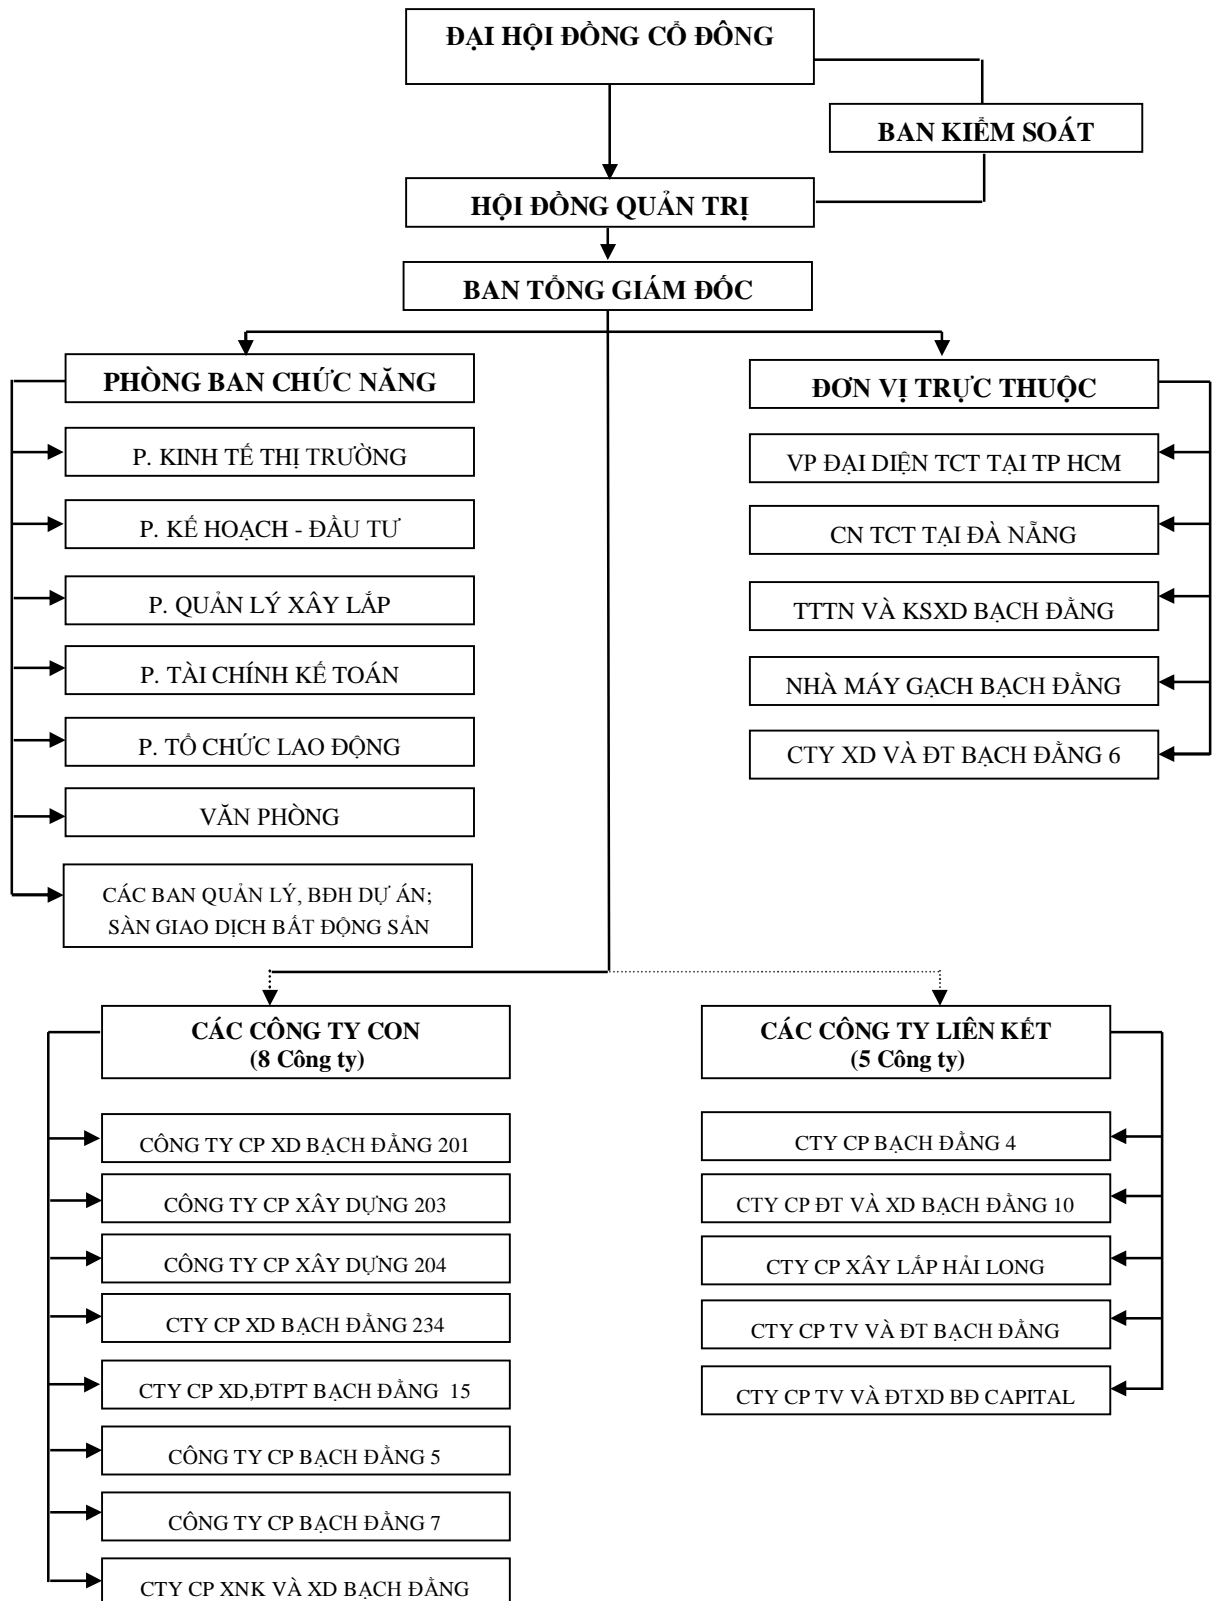 ĐẠI HỘI ĐỒNG CỔ ĐÔNG
BAN KIỂM SOÁT
HỘI ĐỒNG QUẢN TRỊ
BAN TỔNG GIÁM ĐỐC
PHÒNG BAN CHỨC NĂNG
P. KINH TẾ THỊ TRƯỜNG
P. KẾ HOẠCH - ĐẦU TƯ
P. QUẢN LÝ XÂY LẮP
P. TÀI CHÍNH KẾ TOÁN
P. TỔ CHỨC LAO ĐỘNG
VĂN PHÒNG
CÁC BAN QUẢN LÝ, BĐH DỰ ÁN;
SÀN GIAO DỊCH BẤT ĐỘNG SẢN
ĐƠN VỊ TRỰC THUỘC
VP ĐẠI DIỆN TCT TẠI TP HCM
CN TCT TẠI ĐÀ NẴNG
TTTN VÀ KSXD BẠCH ĐẰNG
NHÀ MÁY GẠCH BẠCH ĐẰNG
CTY XD VÀ ĐT BẠCH ĐẰNG 6
CÁC CÔNG TY CON
(8 Công ty)
CÔNG TY CP XD BẠCH ĐẰNG 201
CÔNG TY CP XÂY DỰNG 203
CÔNG TY CP XÂY DỰNG 204
CTY CP XD BẠCH ĐẰNG 234
CTY CP XD,ĐTPT BẠCH ĐẰNG 15
CÔNG TY CP BẠCH ĐẰNG 5
CÔNG TY CP BẠCH ĐẰNG 7
CTY CP XNK VÀ XD BẠCH ĐẰNG
CÁC CÔNG TY LIÊN KẾT
(5 Công ty)
CTY CP BẠCH ĐẰNG 4
CTY CP ĐT VÀ XD BẠCH ĐẰNG 10
CTY CP XÂY LẮP HẢI LONG
CTY CP TV VÀ ĐT BẠCH ĐẰNG
CTY CP TV VÀ ĐTXD BĐ CAPITAL